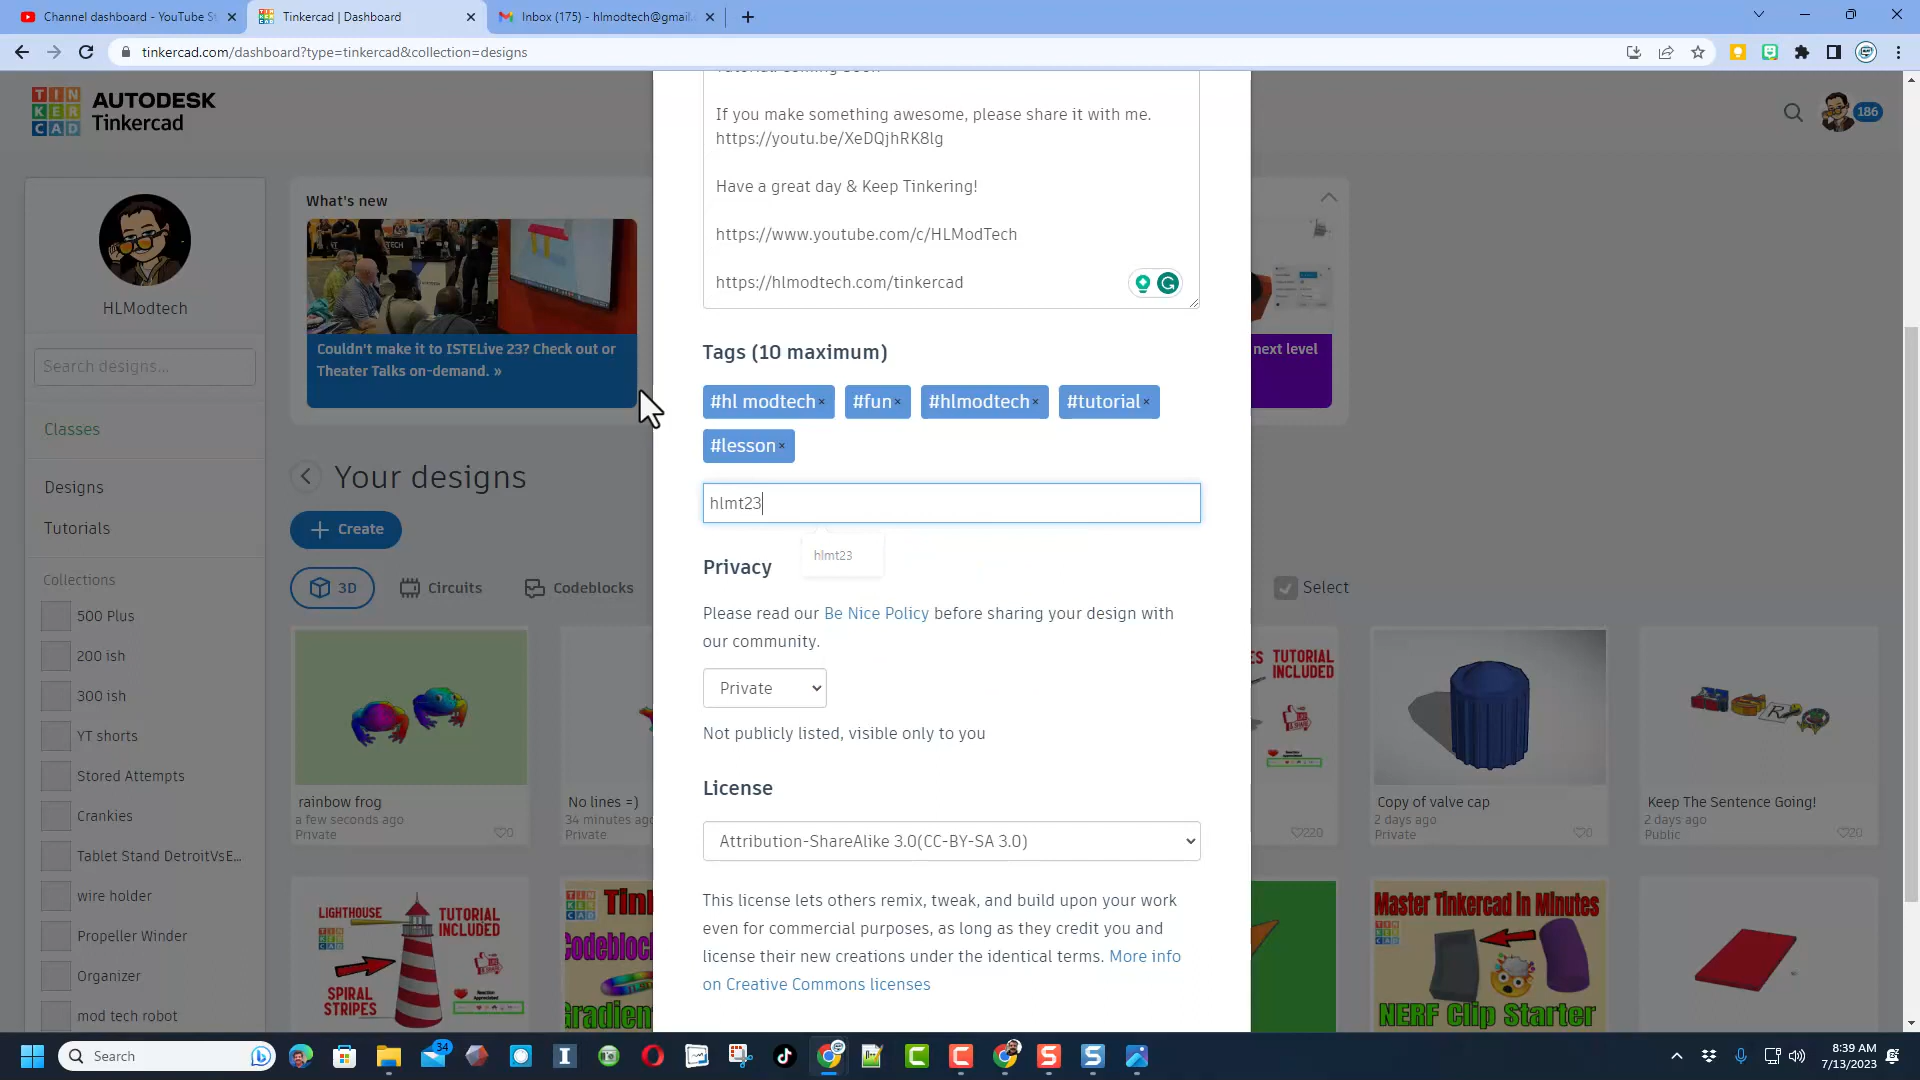 Channel dashboard - YouTube S
Tinkercad | Dashboard
Inbox (175) - hlmodtech@gmail.
tinkercad.com/dashboard?type=tinkercad&collection=designs
TIN
KER
CAD
AUTODESK
Tinkercad
186
If you make something awesome, please share it with me.
https://youtu.be/XeDQjhRK8lg
Have a great day & Keep Tinkering!
https://www.youtube.com/c/HLModTech
https://hlmodtech.com/tinkercad
Tags (10 maximum)
#hl modtech× #fun× #hlmodtech× #tutorial×
#lesson×
hlmt23
hlmt23
Privacy
Please read our Be Nice Policy before sharing your design with
our community.
Private
Not publicly listed, visible only to you
License
Attribution-ShareAlike 3.0(CC-BY-SA 3.0)
This license lets others remix, tweak, and build upon your work
even for commercial purposes, as long as they credit you and
license their new creations under the identical terms. More info
on Creative Commons licenses
HLModtech
Search designs...
Classes
Designs
Tutorials
Collections
500 Plus
200 ish
300 ish
YT shorts
Stored Attempts
Crankies
Tablet Stand DetroitVsE...
wire holder
Propeller Winder
Organizer
mod tech robot
What's new
Couldn't make it to ISTELive 23? Check out or
Theater Talks on-demand. »
next level
Your designs
+ Create
3D
Circuits
Codeblocks
Select
rainbow frog
a few seconds ago
Private
0
No lines =)
34 minutes ago
Private
TUTORIAL
INCLUDED
220
Copy of valve cap
2 days ago
Private
0
Keep The Sentence Going!
2 days ago
Public
20
LIGHTHOUSE
TUTORIAL
INCLUDED
SPIRAL
STRIPES
Tin
Codebloc
Gradien
Master Tinkercad in Minutes
NERF Clip Starter
Search
34
8:39 AM
7/13/2023